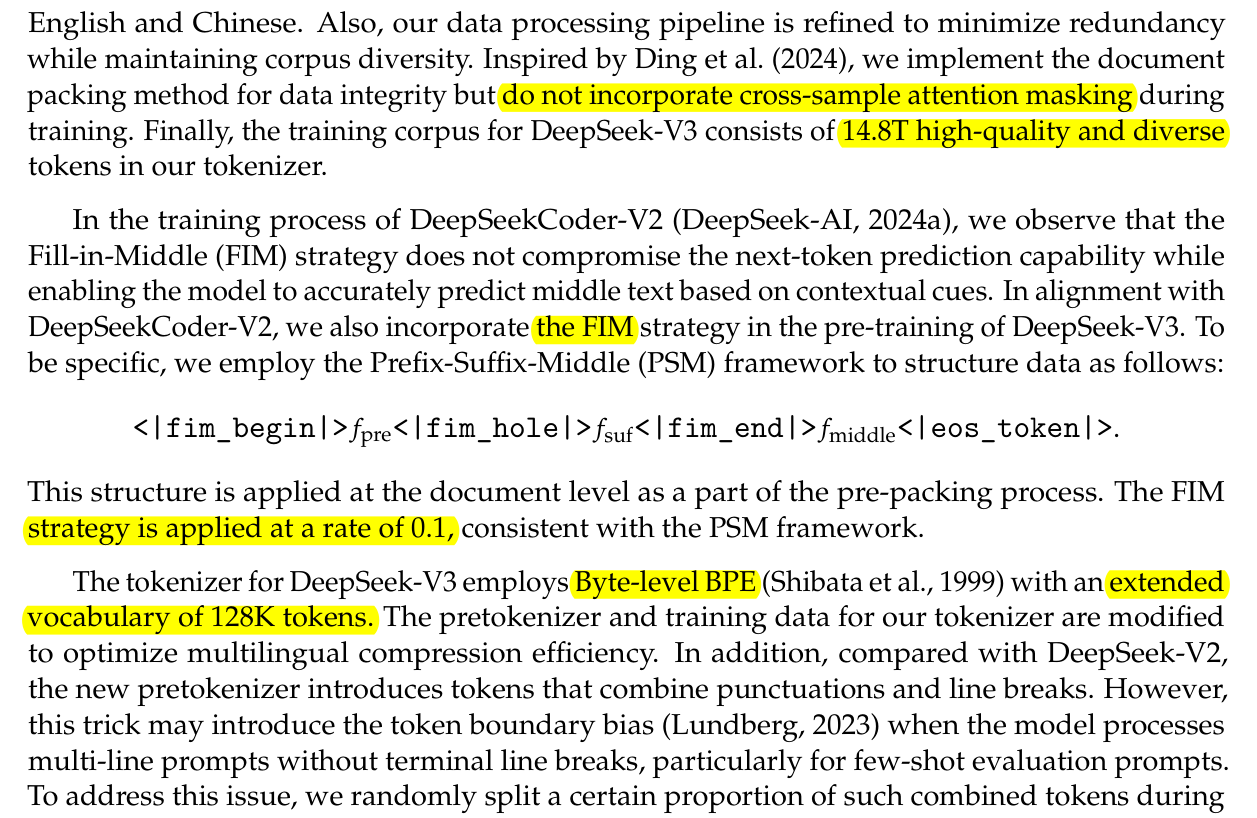 English and Chinese. Also, our data processing pipeline is refined to minimize redundancy
while maintaining corpus diversity. Inspired by Ding et al. (2024), we implement the document
packing method for data integrity but do not incorporate cross-sample attention masking during
training. Finally, the training corpus for DeepSeek-V3 consists of 14.8T high-quality and diverse
tokens in our tokenizer.
In the training process of DeepSeekCoder-V2 (DeepSeek-AI, 2024a), we observe that the
Fill-in-Middle (FIM) strategy does not compromise the next-token prediction capability while
enabling the model to accurately predict middle text based on contextual cues. In alignment with
DeepSeekCoder-V2, we also incorporate the FIM strategy in the pre-training of DeepSeek-V3. To
be specific, we employ the Prefix-Suffix-Middle (PSM) framework to structure data as follows:
<|fim_begin|>f_pre<|fim_hole|>f_suf<|fim_end|>f_middle<|eos_token|>.
This structure is applied at the document level as a part of the pre-packing process. The FIM
strategy is applied at a rate of 0.1, consistent with the PSM framework.
The tokenizer for DeepSeek-V3 employs Byte-level BPE (Shibata et al., 1999) with an extended
vocabulary of 128K tokens. The pretokenizer and training data for our tokenizer are modified
to optimize multilingual compression efficiency. In addition, compared with DeepSeek-V2,
the new pretokenizer introduces tokens that combine punctuations and line breaks. However,
this trick may introduce the token boundary bias (Lundberg, 2023) when the model processes
multi-line prompts without terminal line breaks, particularly for few-shot evaluation prompts.
To address this issue, we randomly split a certain proportion of such combined tokens during